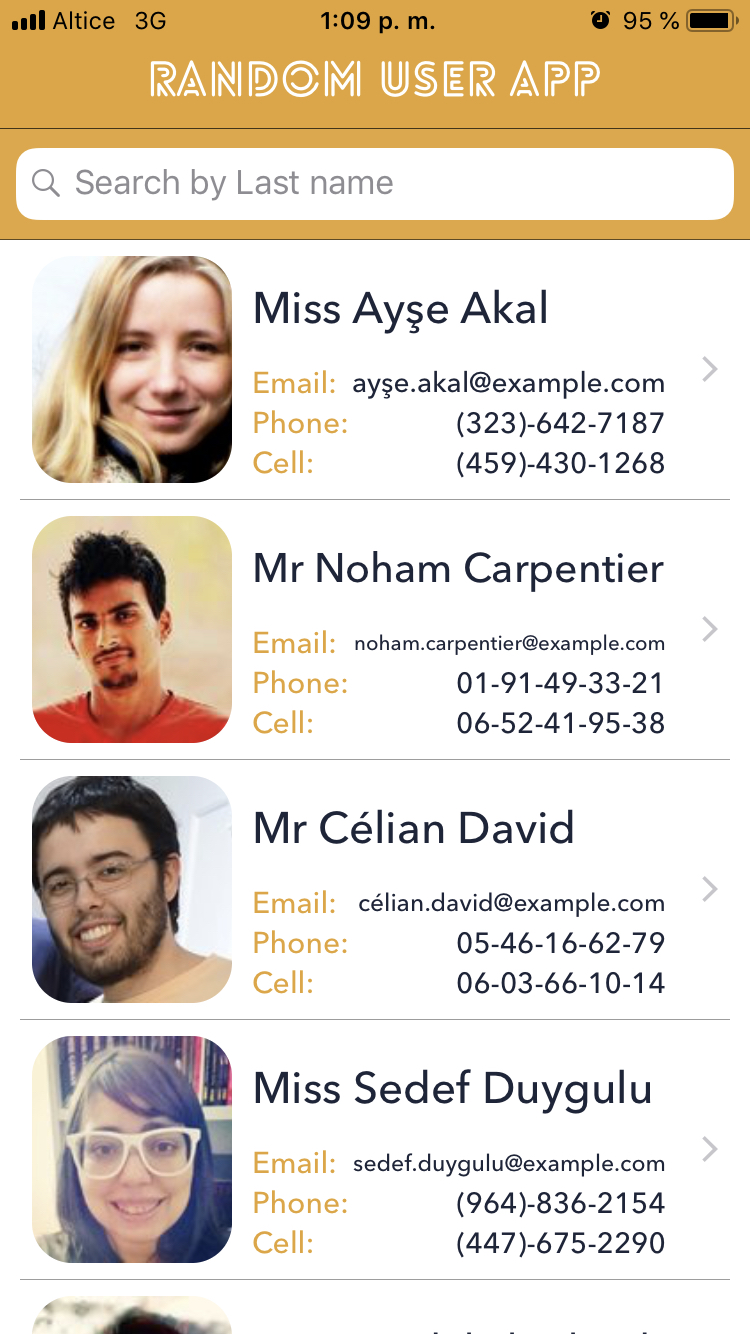 Altice 3G 1:09 p. m. 95 %
RANDOM USER APP
Search by Last name
Miss Ayşe Akal
Email: ayşe.akal@example.com
Phone: (323)-642-7187
Cell: (459)-430-1268
Mr Noham Carpentier
Email: noham.carpentier@example.com
Phone: 01-91-49-33-21
Cell: 06-52-41-95-38
Mr Célian David
Email: célian.david@example.com
Phone: 05-46-16-62-79
Cell: 06-03-66-10-14
Miss Sedef Duygulu
Email: sedef.duygulu@example.com
Phone: (964)-836-2154
Cell: (447)-675-2290